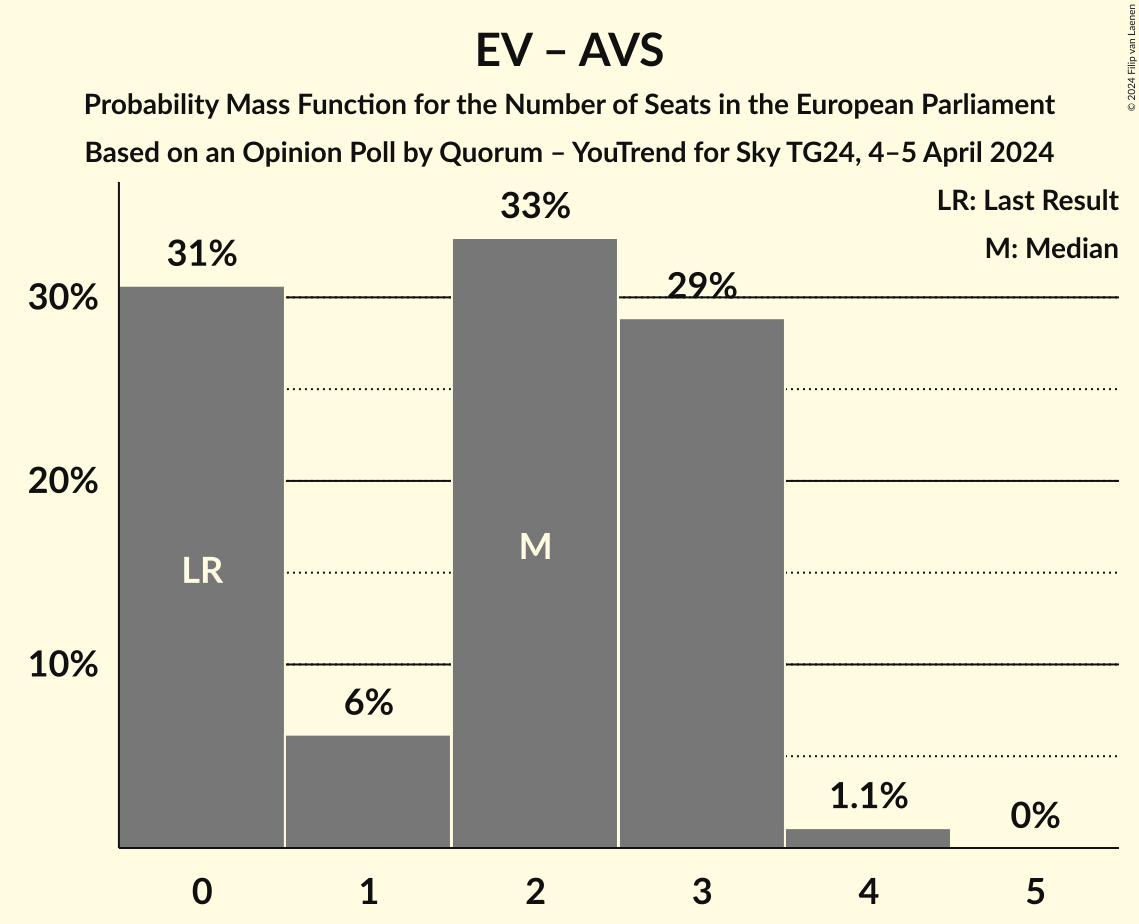 EV – AVS
Probability Mass Function for the Number of Seats in the European Parliament
Based on an Opinion Poll by Quorum – YouTrend for Sky TG24, 4–5 April 2024
© 2024 Filip van Laenen
LR: Last Result
M: Median
31%
6%
33%
29%
1.1%
0%
30%
20%
10%
LR
M
0
1
2
3
4
5